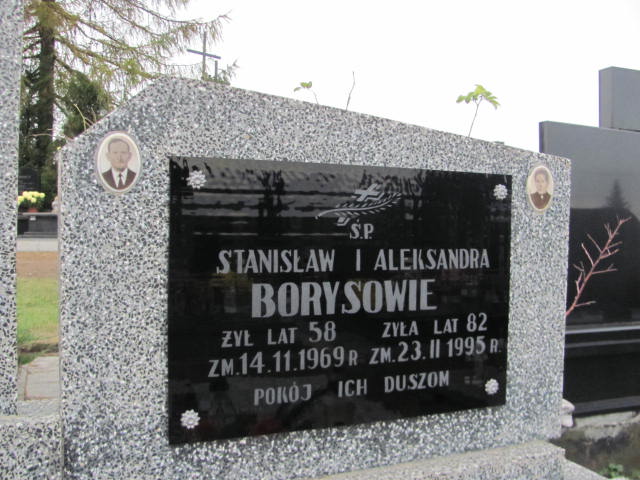 Ś.P.
STANISŁAW I ALEKSANDRA
BORYSOWIE
ŻYŁ LAT 58 ŻYŁA LAT 82
ZM. 14.11.1969 R ZM. 23.II 1995 R.
POKÓJ ICH DUSZOM